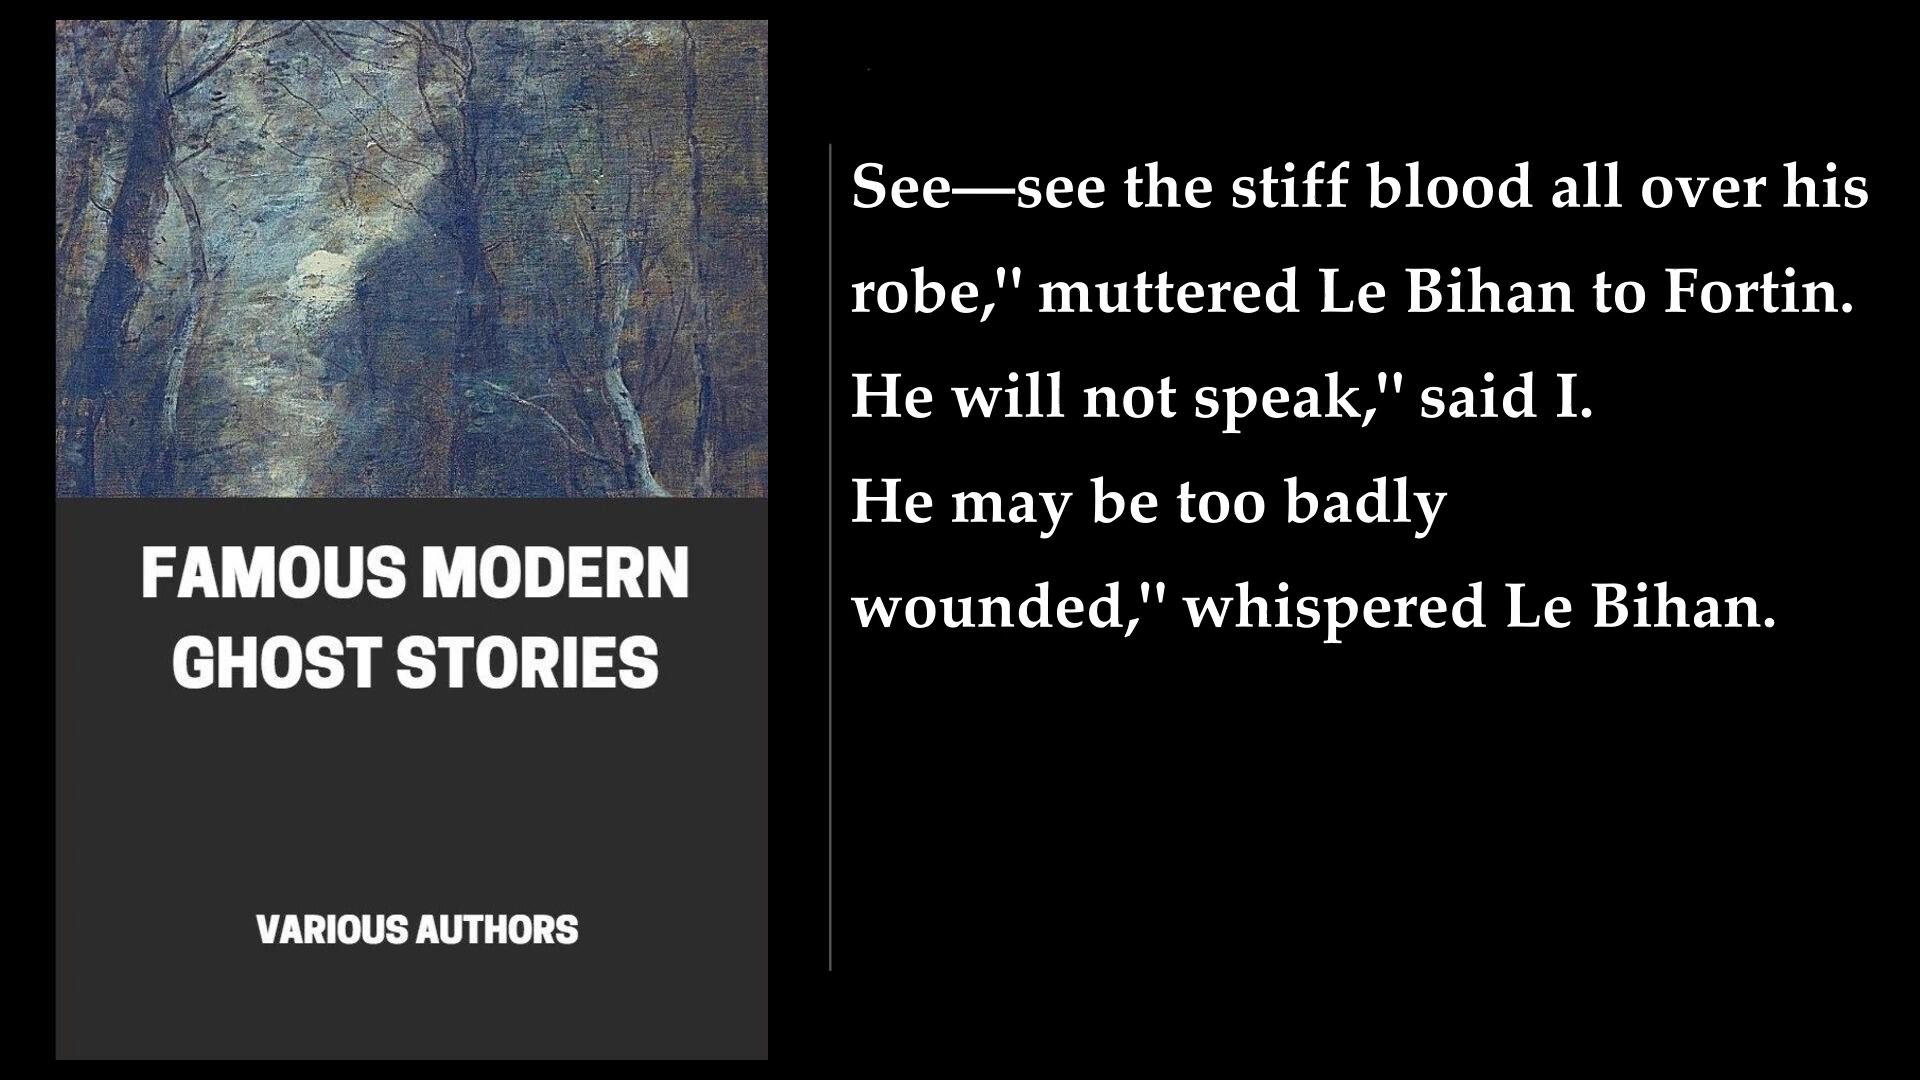 FAMOUS MODERN
GHOST STORIES
VARIOUS AUTHORS
See—see the stiff blood all over his
robe," muttered Le Bihan to Fortin.
He will not speak," said I.
He may be too badly
wounded," whispered Le Bihan.